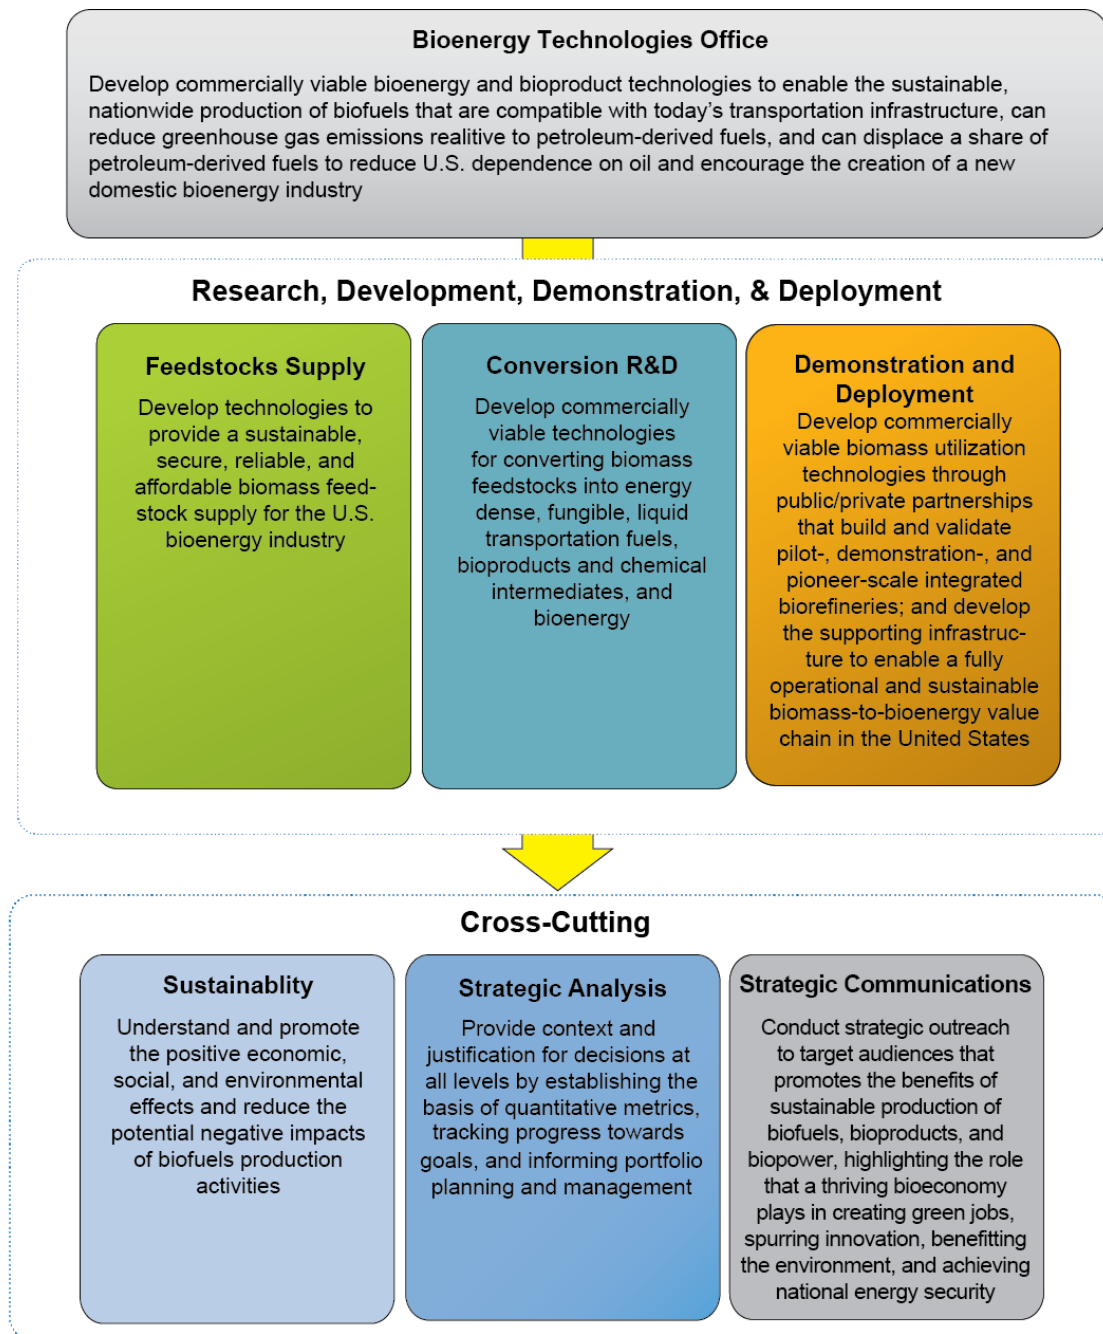 Bioenergy Technologies Office
Develop commercially viable bioenergy and bioproduct technologies to enable the sustainable,
nationwide production of biofuels that are compatible with today's transportation infrastructure, can
reduce greenhouse gas emissions realitive to petroleum-derived fuels, and can displace a share of
petroleum-derived fuels to reduce U.S. dependence on oil and encourage the creation of a new
domestic bioenergy industry
Research, Development, Demonstration, & Deployment
Feedstocks Supply
Develop technologies to
provide a sustainable,
secure, reliable, and
affordable biomass feed-
stock supply for the U.S.
bioenergy industry
Conversion R&D
Develop commercially
viable technologies
for converting biomass
feedstocks into energy
dense, fungible, liquid
transportation fuels,
bioproducts and chemical
intermediates, and
bioenergy
Demonstration and
Deployment
Develop commercially
viable biomass utilization
technologies through
public/private partnerships
that build and validate
pilot-, demonstration-, and
pioneer-scale integrated
biorefineries; and develop
the supporting infrastruc-
ture to enable a fully
operational and sustainable
biomass-to-bioenergy value
chain in the United States
Cross-Cutting
Sustainablity
Understand and promote
the positive economic,
social, and environmental
effects and reduce the
potential negative impacts
of biofuels production
activities
Strategic Analysis
Provide context and
justification for decisions at
all levels by establishing the
basis of quantitative metrics,
tracking progress towards
goals, and informing portfolio
planning and management
Strategic Communications
Conduct strategic outreach
to target audiences that
promotes the benefits of
sustainable production of
biofuels, bioproducts, and
biopower, highlighting the role
that a thriving bioeconomy
plays in creating green jobs,
spurring innovation, benefitting
the environment, and achieving
national energy security